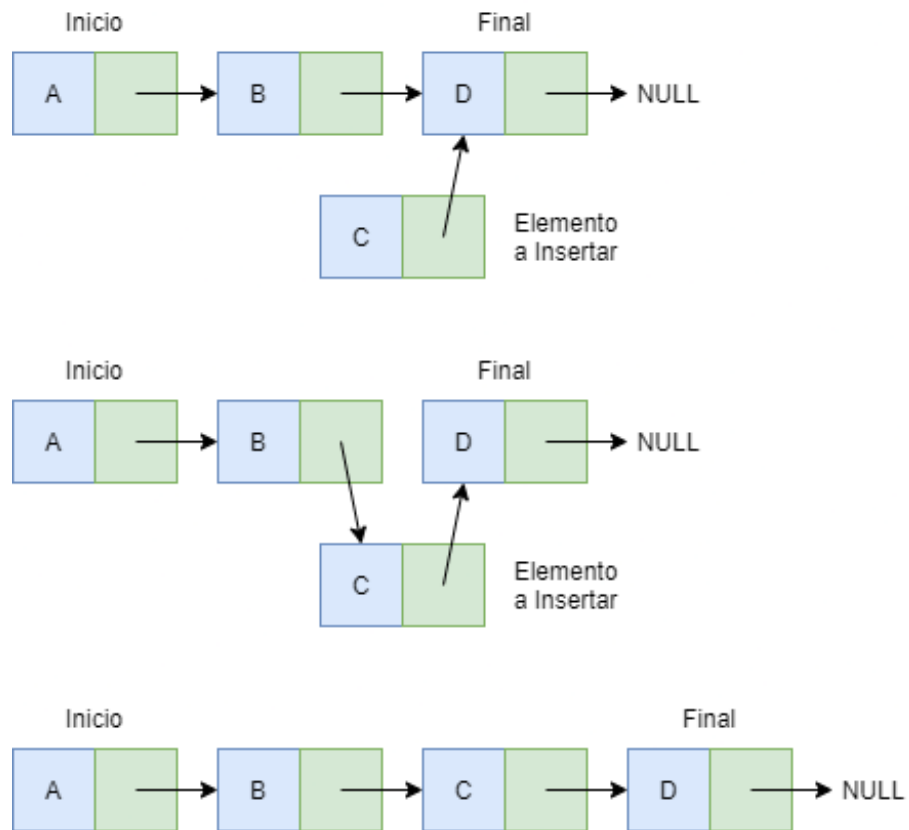 Inicio
Final
A
B
D
NULL
C
Elemento
a Insertar
Inicio
Final
A
B
D
NULL
C
Elemento
a Insertar
Inicio
Final
A
B
C
D
NULL